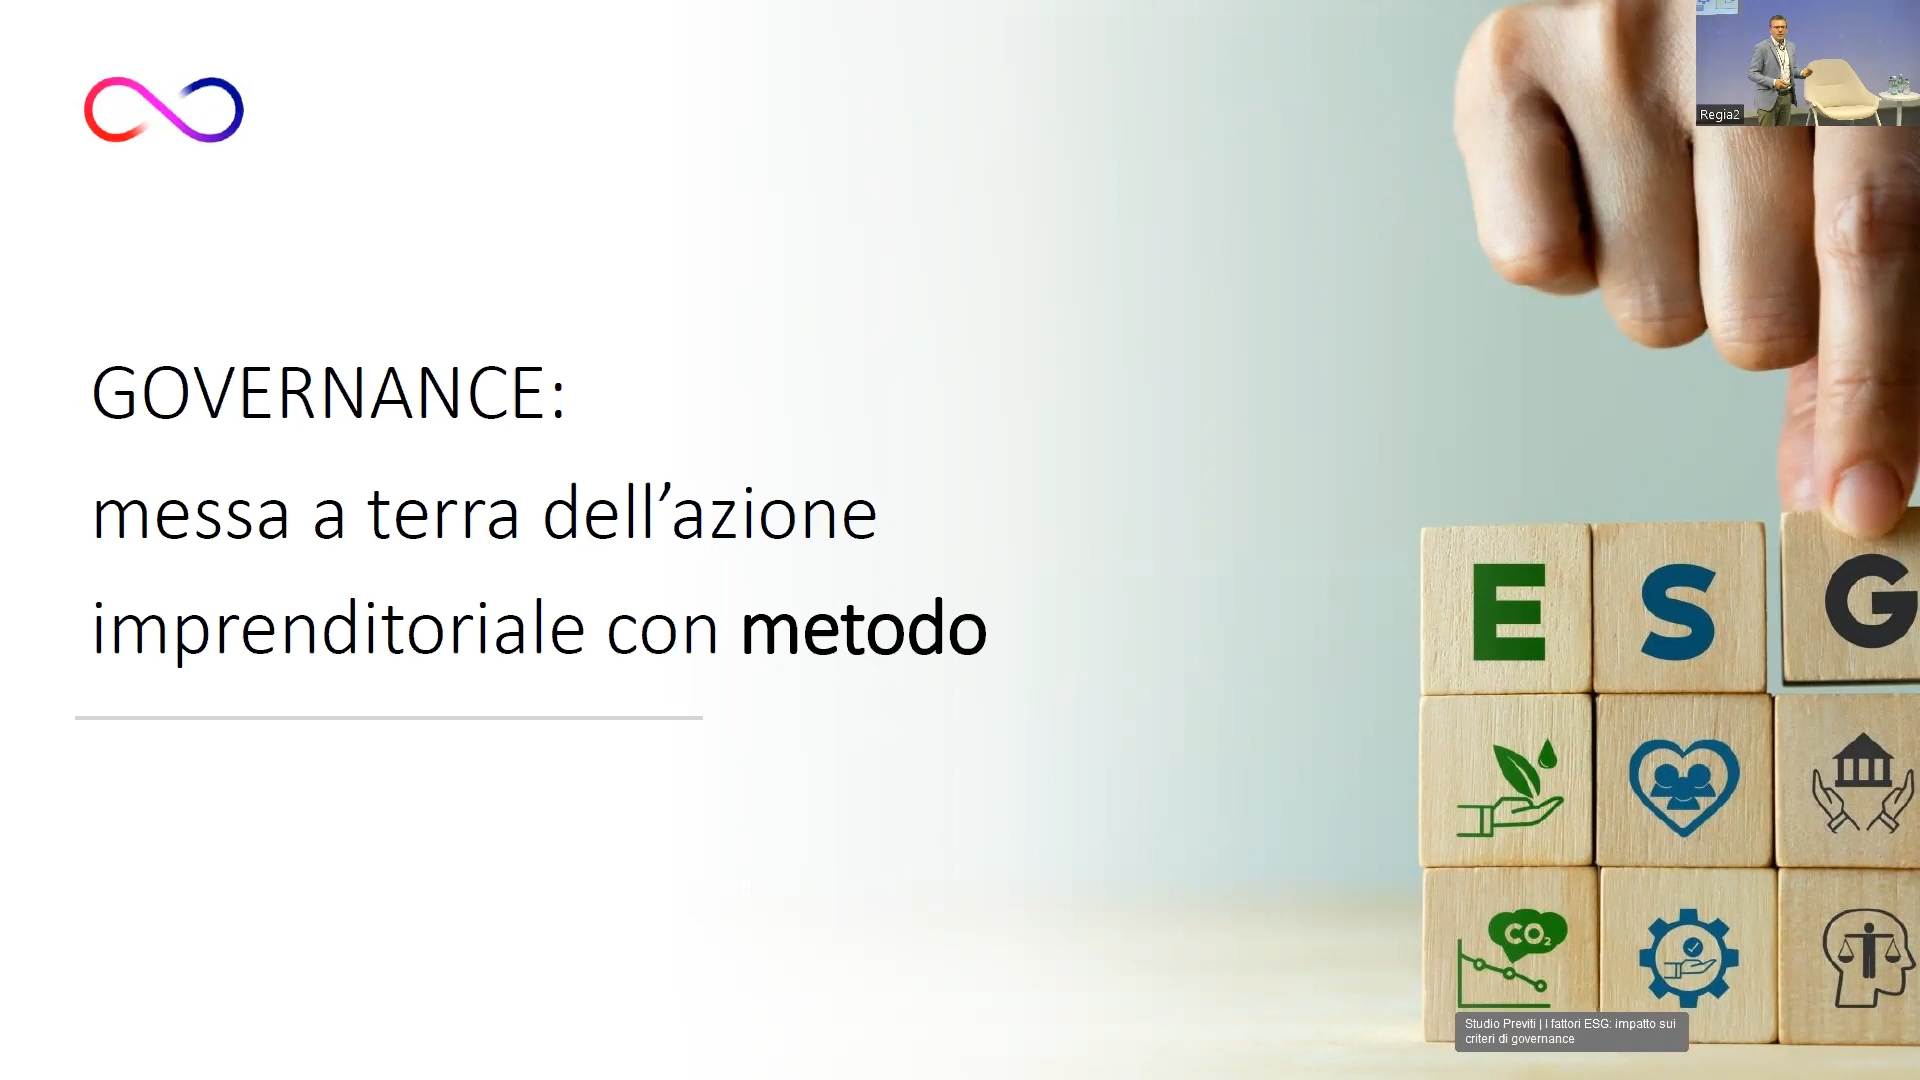 Regia2
GOVERNANCE:
messa a terra dell’azione
imprenditoriale con metodo
E S G
CO₂
Studio Previti | I fattori ESG: impatto sui
criteri di governance